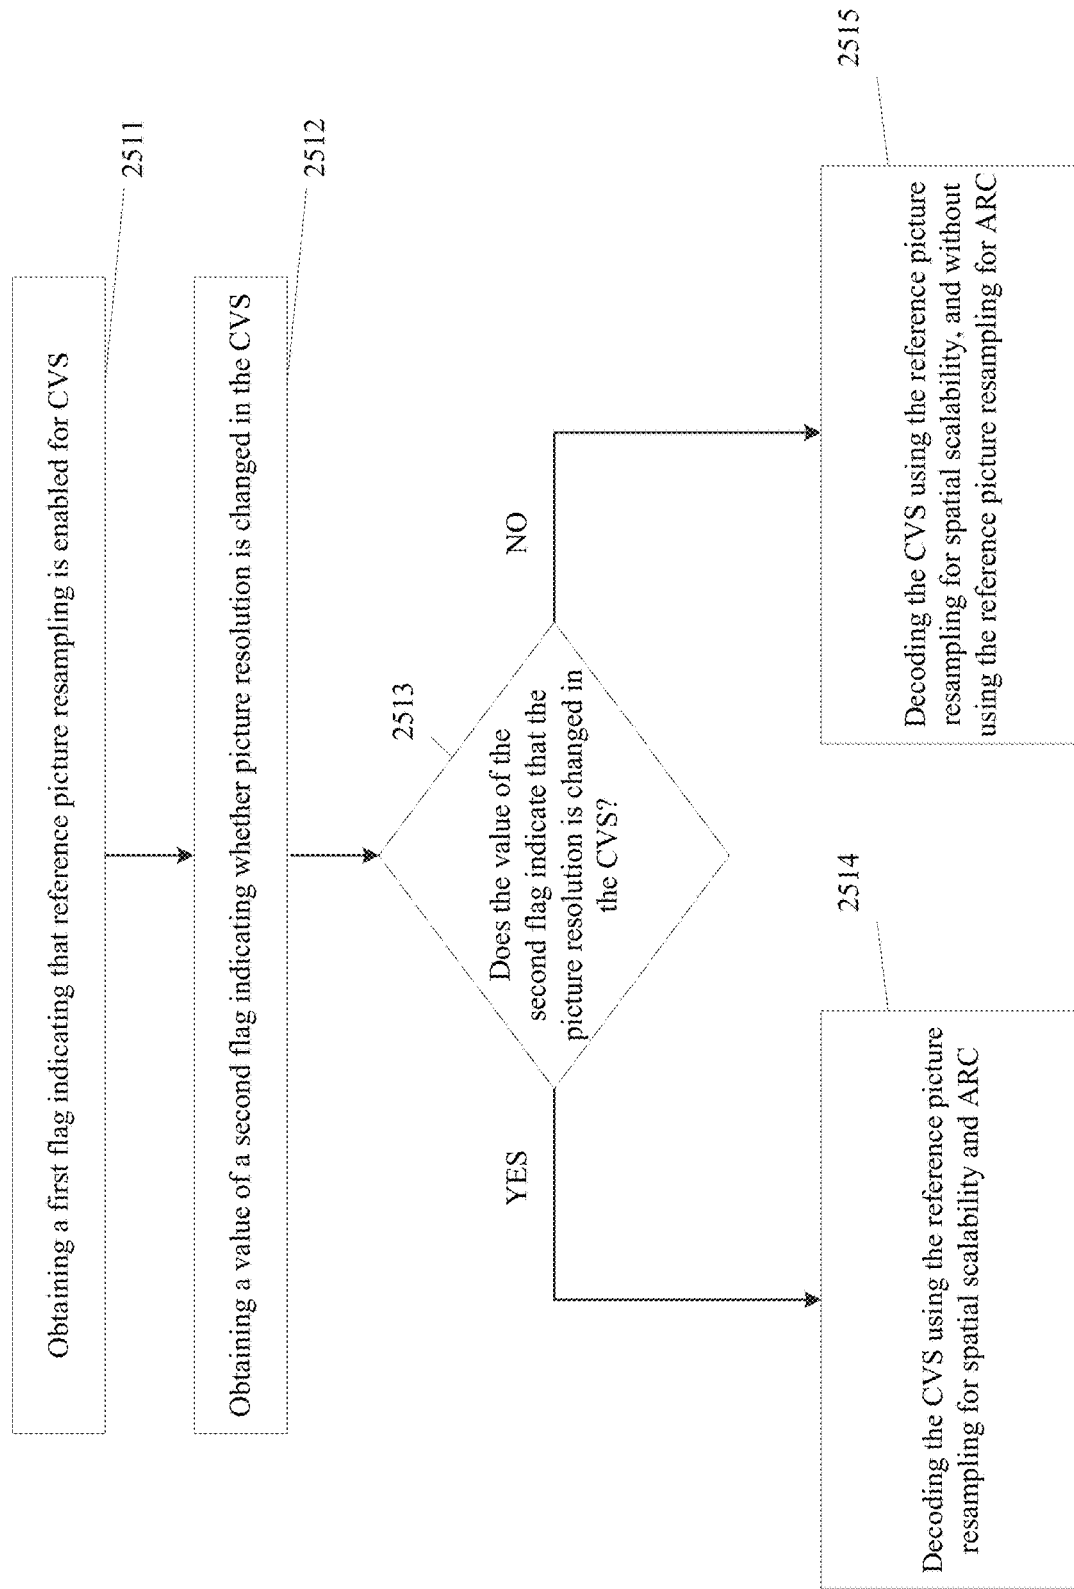 Obtaining a first flag indicating that reference picture resampling is enabled for CVS
2511
Obtaining a value of a second flag indicating whether picture resolution is changed in the CVS
2512
2513
Does the value of the
second flag indicate that the
picture resolution is changed in
the CVS?
YES
NO
2514
Decoding the CVS using the reference picture
resampling for spatial scalability and ARC
2515
Decoding the CVS using the reference picture
resampling for spatial scalability, and without
using the reference picture resampling for ARC